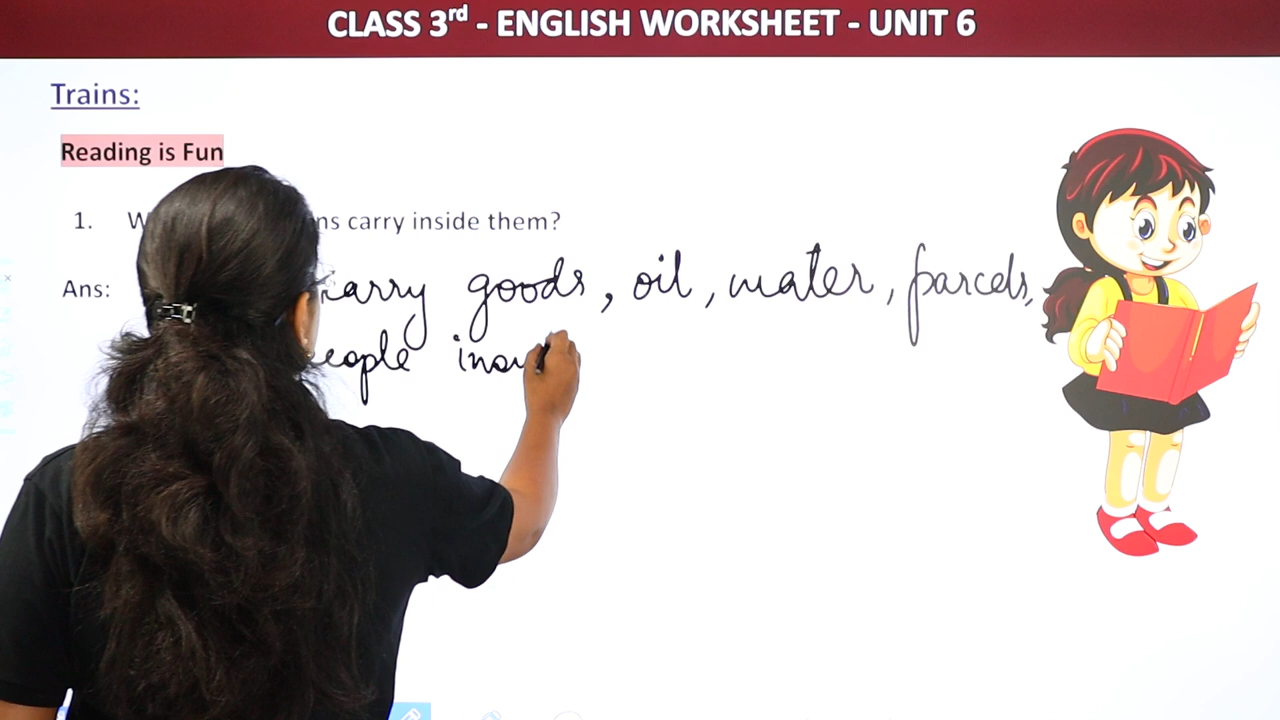 CLASS 3rd - ENGLISH WORKSHEET - UNIT 6
Trains:
Reading is Fun
1. carry inside them?
Ans: carry goods, oil, water, parcels,